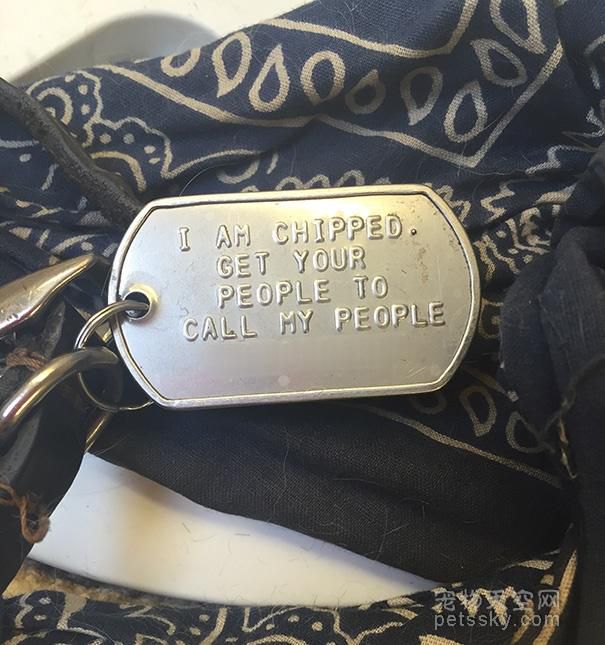 I AM CHIPPED.
GET YOUR
PEOPLE TO
CALL MY PEOPLE
宠物天空网
petssky.com